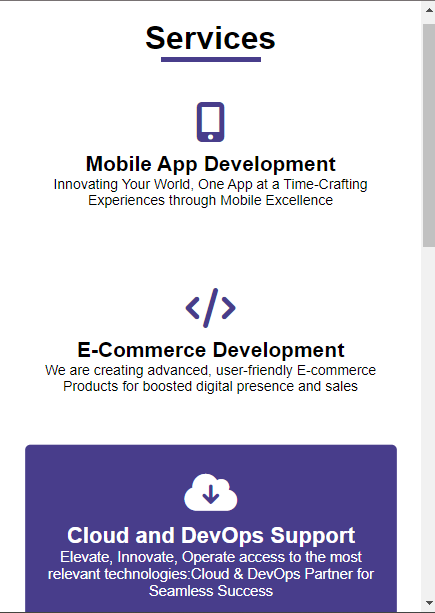 Services
Mobile App Development
Innovating Your World, One App at a Time-Crafting
Experiences through Mobile Excellence
E-Commerce Development
We are creating advanced, user-friendly E-commerce
Products for boosted digital presence and sales
Cloud and DevOps Support
Elevate, Innovate, Operate access to the most
relevant technologies:Cloud & DevOps Partner for
Seamless Success